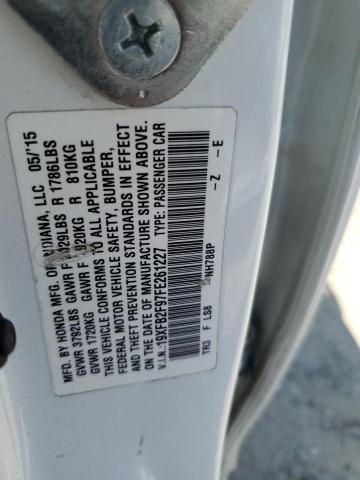 MFD. BY HONDA MFG. OF INDIANA, LLC 05/15
GVWR 3792LBS GAWR F 2029LBS R 1786LBS
GVWR 1720KG GAWR F 920KG R 810KG
THIS VEHICLE CONFORMS TO ALL APPLICABLE
FEDERAL MOTOR VEHICLE SAFETY, BUMPER,
AND THEFT PREVENTION STANDARDS IN EFFECT
ON THE DATE OF MANUFACTURE SHOWN ABOVE.
V.I.N.:19XFB2F97FE261227 TYPE: PASSENGER CAR
NH788P
- Z - E
TR3 F LS8